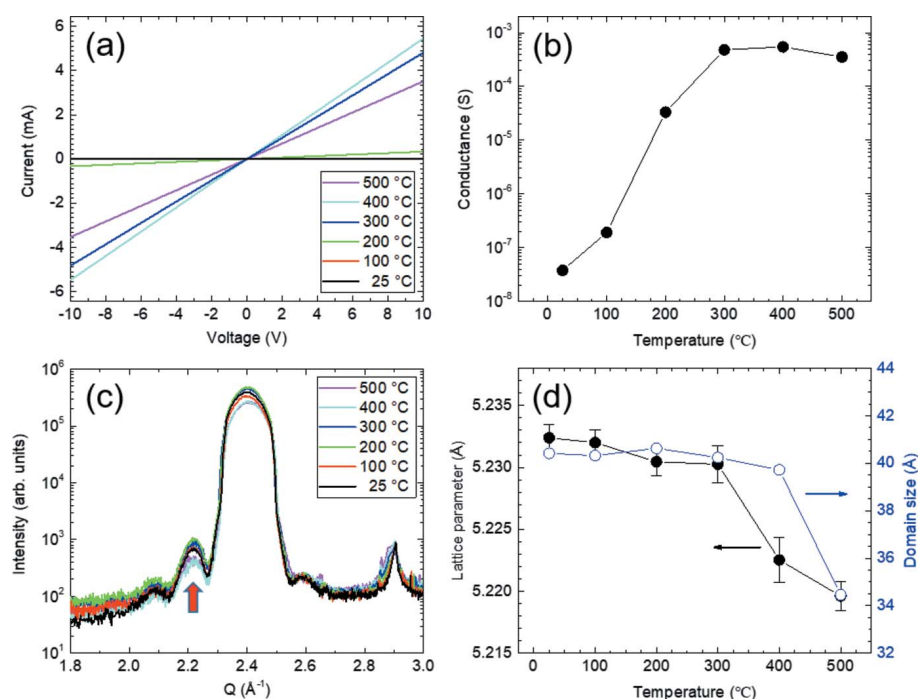 (a)
Current (mA)
6
4
2
0
-2
-4
-6
-10 -8 -6 -4 -2 0 2 4 6 8 10
Voltage (V)
500 °C
400 °C
300 °C
200 °C
100 °C
25 °C
(b)
Conductance (S)
10⁻³
10⁻⁴
10⁻⁵
10⁻⁶
10⁻⁷
10⁻⁸
0 100 200 300 400 500
Temperature (℃)
(c)
Intensity (arb. units)
10⁶
10⁵
10⁴
10³
10²
10¹
1.8 2.0 2.2 2.4 2.6 2.8 3.0
Q (Å⁻¹)
500 °C
400 °C
300 °C
200 °C
100 °C
25 °C
(d)
Lattice parameter (Å)
5.235
5.230
5.225
5.220
5.215
0 100 200 300 400 500
Temperature (℃)
44
42
40
38
36
34
32
Domain size (Å)